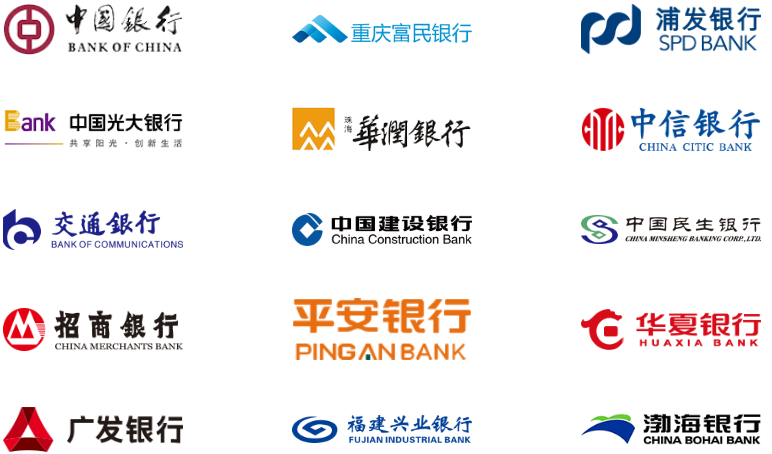 中國銀行
BANK OF CHINA
重庆富民银行
浦发银行
SPD BANK
Bank 中国光大银行
共享阳光·创新生活
珠海 華潤銀行
中信银行
CHINA CITIC BANK
交通銀行
BANK OF COMMUNICATIONS
中国建设银行
China Construction Bank
中国民生银行
CHINA MINSHENG BANKING CORP.,LTD.
招商银行
CHINA MERCHANTS BANK
平安银行
PINGAN BANK
华夏银行
HUAXIA BANK
广发银行
福建兴业银行
FUJIAN INDUSTRIAL BANK
渤海银行
CHINA BOHAI BANK